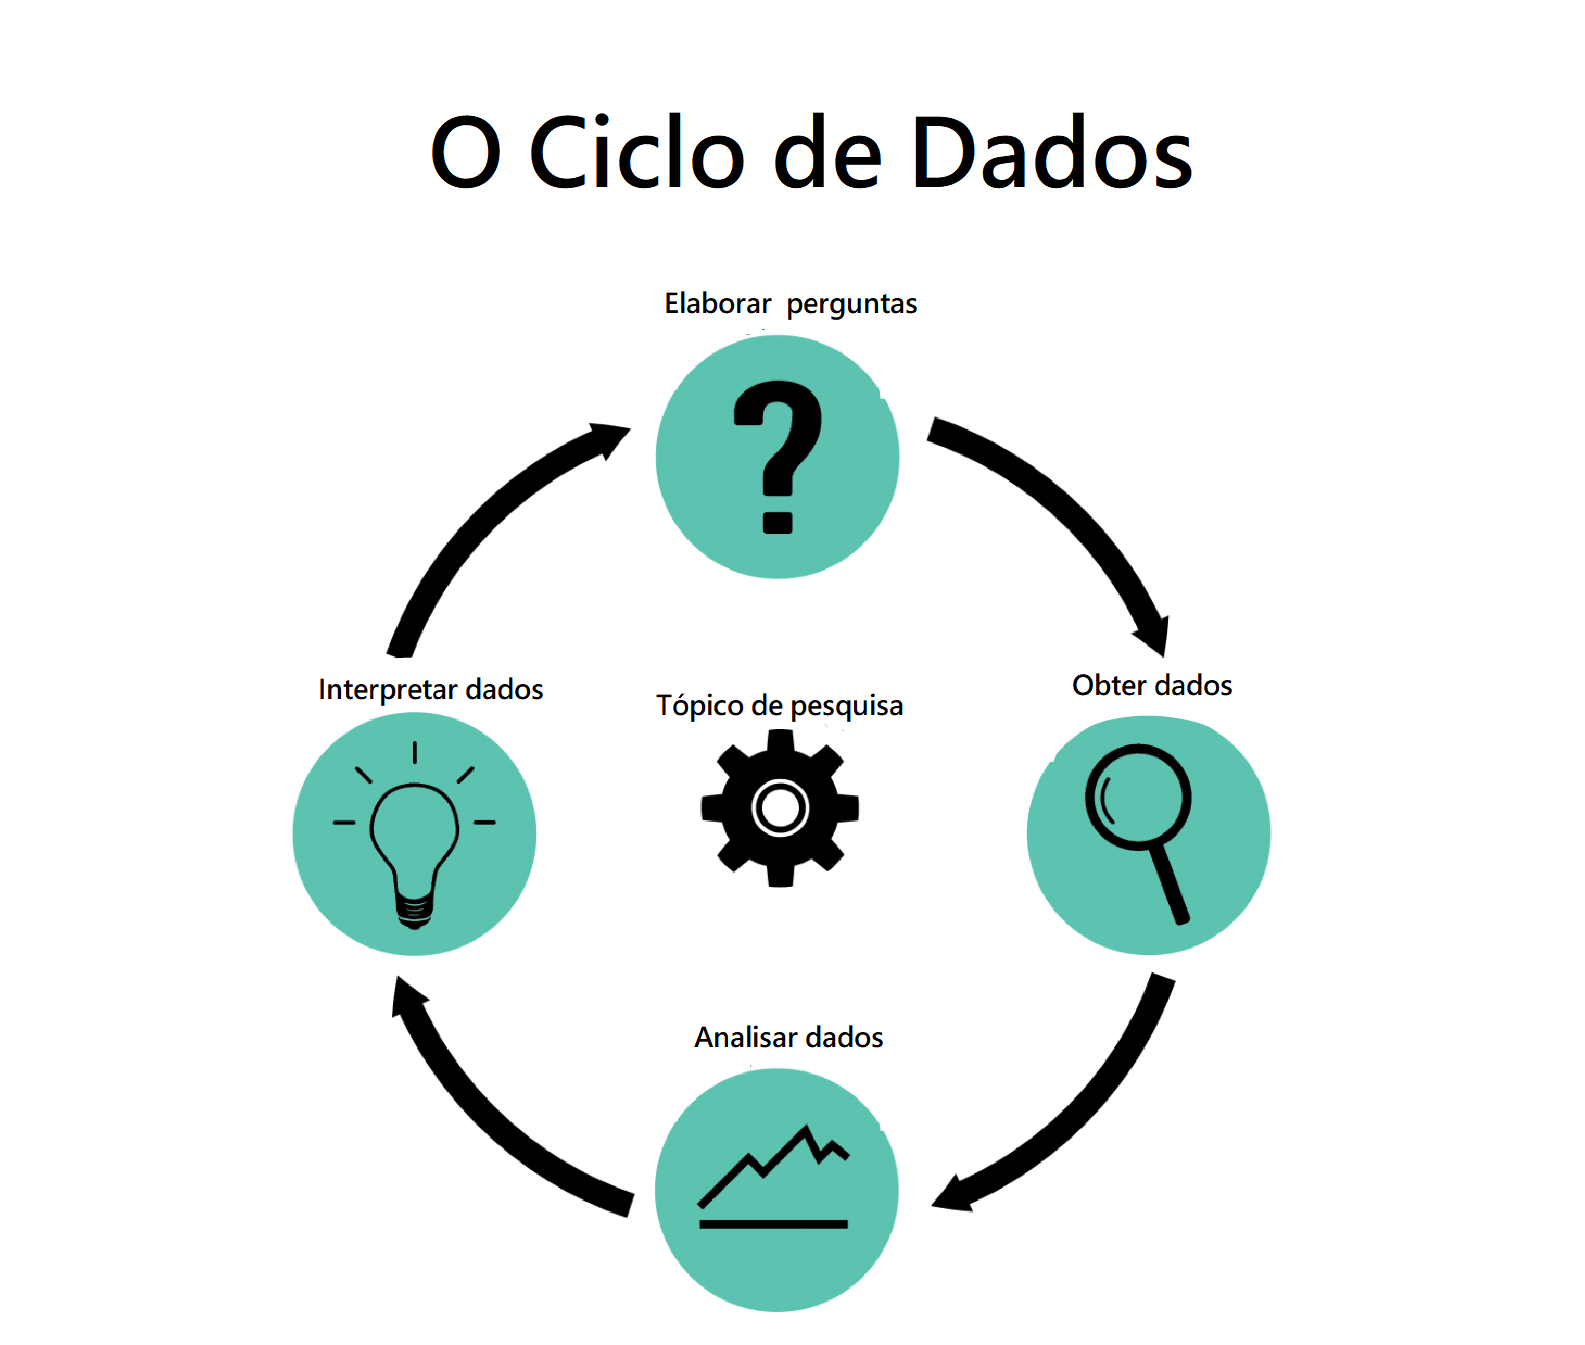 O Ciclo de Dados
Elaborar perguntas
Interpretar dados
Tópico de pesquisa
Obter dados
Analisar dados